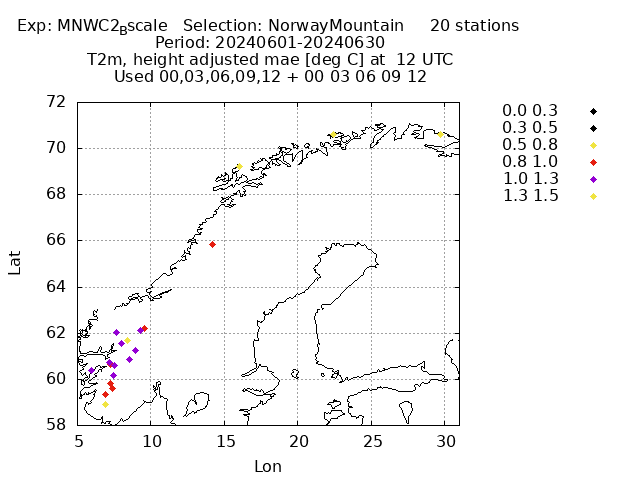 Exp: MNWC2Bscale   Selection: NorwayMountain     20 stations
Period: 20240601-20240630
T2m, height adjusted mae [deg C] at  12 UTC
Used 00,03,06,09,12 + 00 03 06 09 12
72
70
68
66
64
62
60
58
5 10 15 20 25 30
Lat
Lon
0.0 0.3
0.3 0.5
0.5 0.8
0.8 1.0
1.0 1.3
1.3 1.5